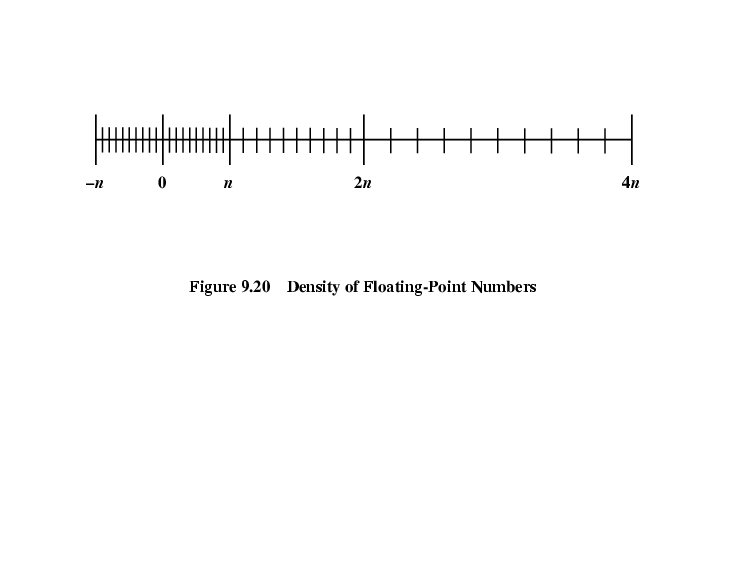 –n 0 n 2n 4n
Figure 9.20 Density of Floating-Point Numbers